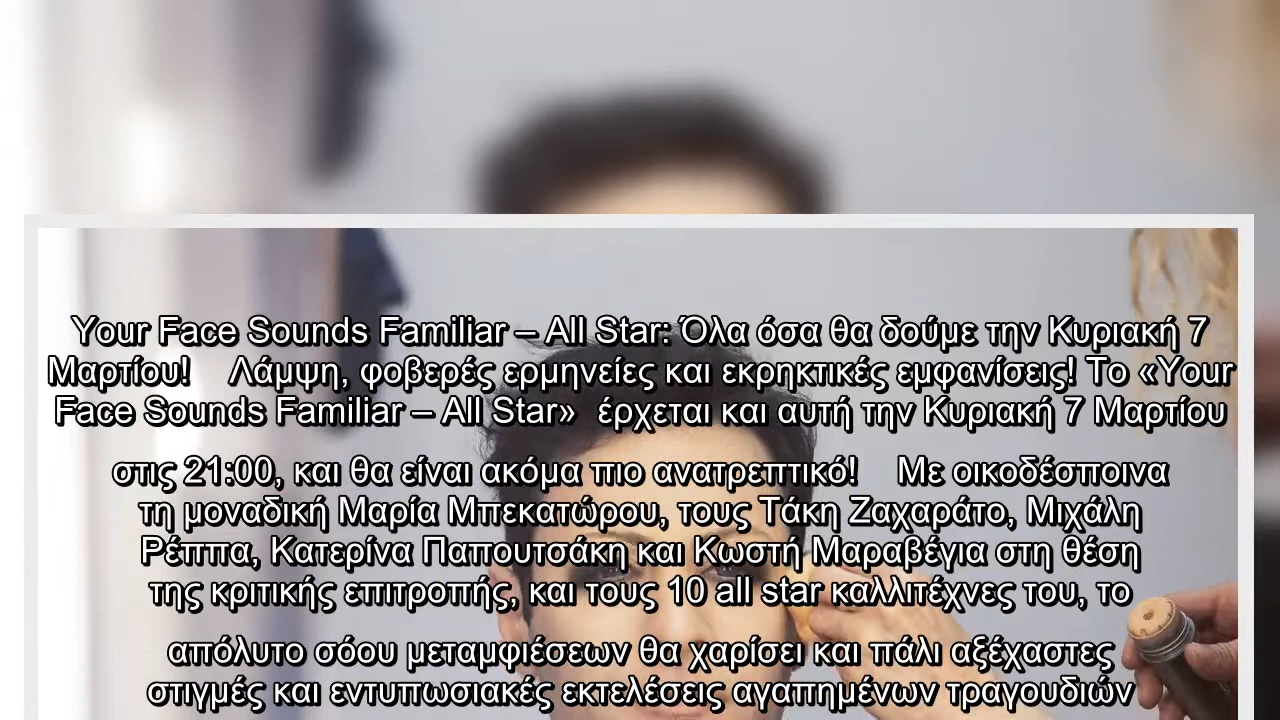 Your Face Sounds Familiar – All Star: Όλα όσα θα δούμε την Κυριακή 7
Μαρτίου! Λάμψη, φοβερές ερμηνείες και εκρηκτικές εμφανίσεις! Το «Your
Face Sounds Familiar – All Star» έρχεται και αυτή την Κυριακή 7 Μαρτίου
στις 21:00, και θα είναι ακόμα πιο ανατρεπτικό! Με οικοδέσποινα
τη μοναδική Μαρία Μπεκατώρου, τους Τάκη Ζαχαράτο, Μιχάλη
Ρέππα, Κατερίνα Παπουτσάκη και Κωστή Μαραβέγια στη θέση
της κριτικής επιτροπής, και τους 10 all star καλλιτέχνες του, το
απόλυτο σόου μεταμφιέσεων θα χαρίσει και πάλι αξέχαστες
στιγμές και εντυπωσιακές εκτελέσεις αγαπημένων τραγουδιών